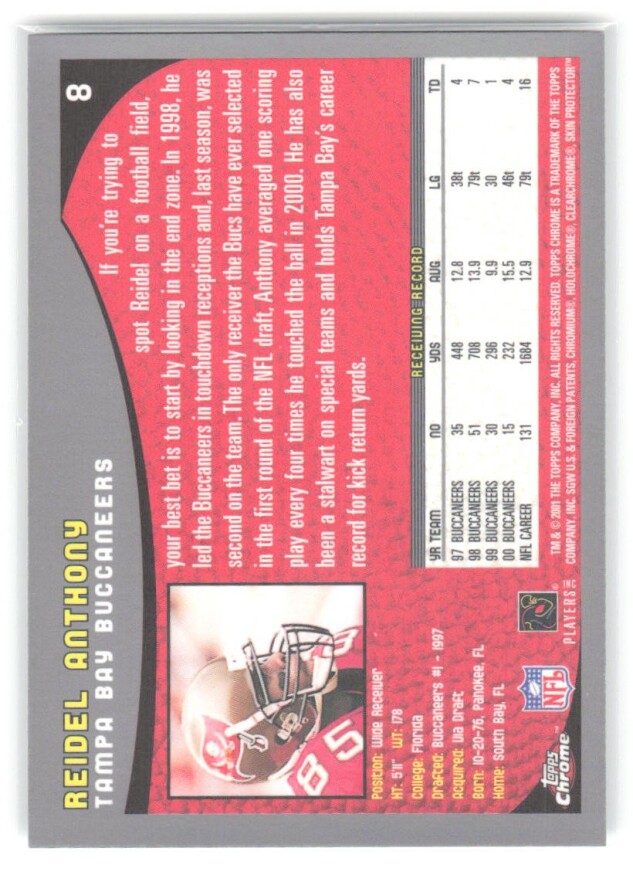 8
REIDEL ANTHONY
TAMPA BAY BUCCANEERS
If you're trying to
spot Reidel on a football field,
your best bet is to start by looking in the end zone. In 1998, he
led the Buccaneers in touchdown receptions and, last season, was
second on the team. The only receiver the Bucs have ever selected
in the first round of the NFL draft, Anthony averaged one scoring
play every four times he touched the ball in 2000. He has also
been a stalwart on special teams and holds Tampa Bay's career
record for kick return yards.
85
Position: Wide Receiver
HT: 5'11" WT: 178
College: Florida
Drafted: Buccaneers #1 - 1997
Acquired: Via Draft
Born: 10-20-76, Pahokee, FL
Home: South Bay, FL
RECEIVING RECORD
YR TEAM NO YDS AVG LG TD
97 BUCCANEERS 35 448 12.8 38t 4
98 BUCCANEERS 51 708 13.9 79t 7
99 BUCCANEERS 30 296 9.9 30 1
00 BUCCANEERS 15 232 15.5 46t 4
NFL CAREER 131 1684 12.9 79t 16
TM & © 2001 THE TOPPS COMPANY, INC. ALL RIGHTS RESERVED. TOPPS CHROME IS A TRADEMARK OF THE TOPPS
COMPANY, INC. SGW U.S. & FOREIGN PATENTS, CHROMIUM®, HOLOCHROME®, CLEARCHROME®, SKIN PROTECTOR™
Topps
Chrome™
NFL
PLAYERS INC